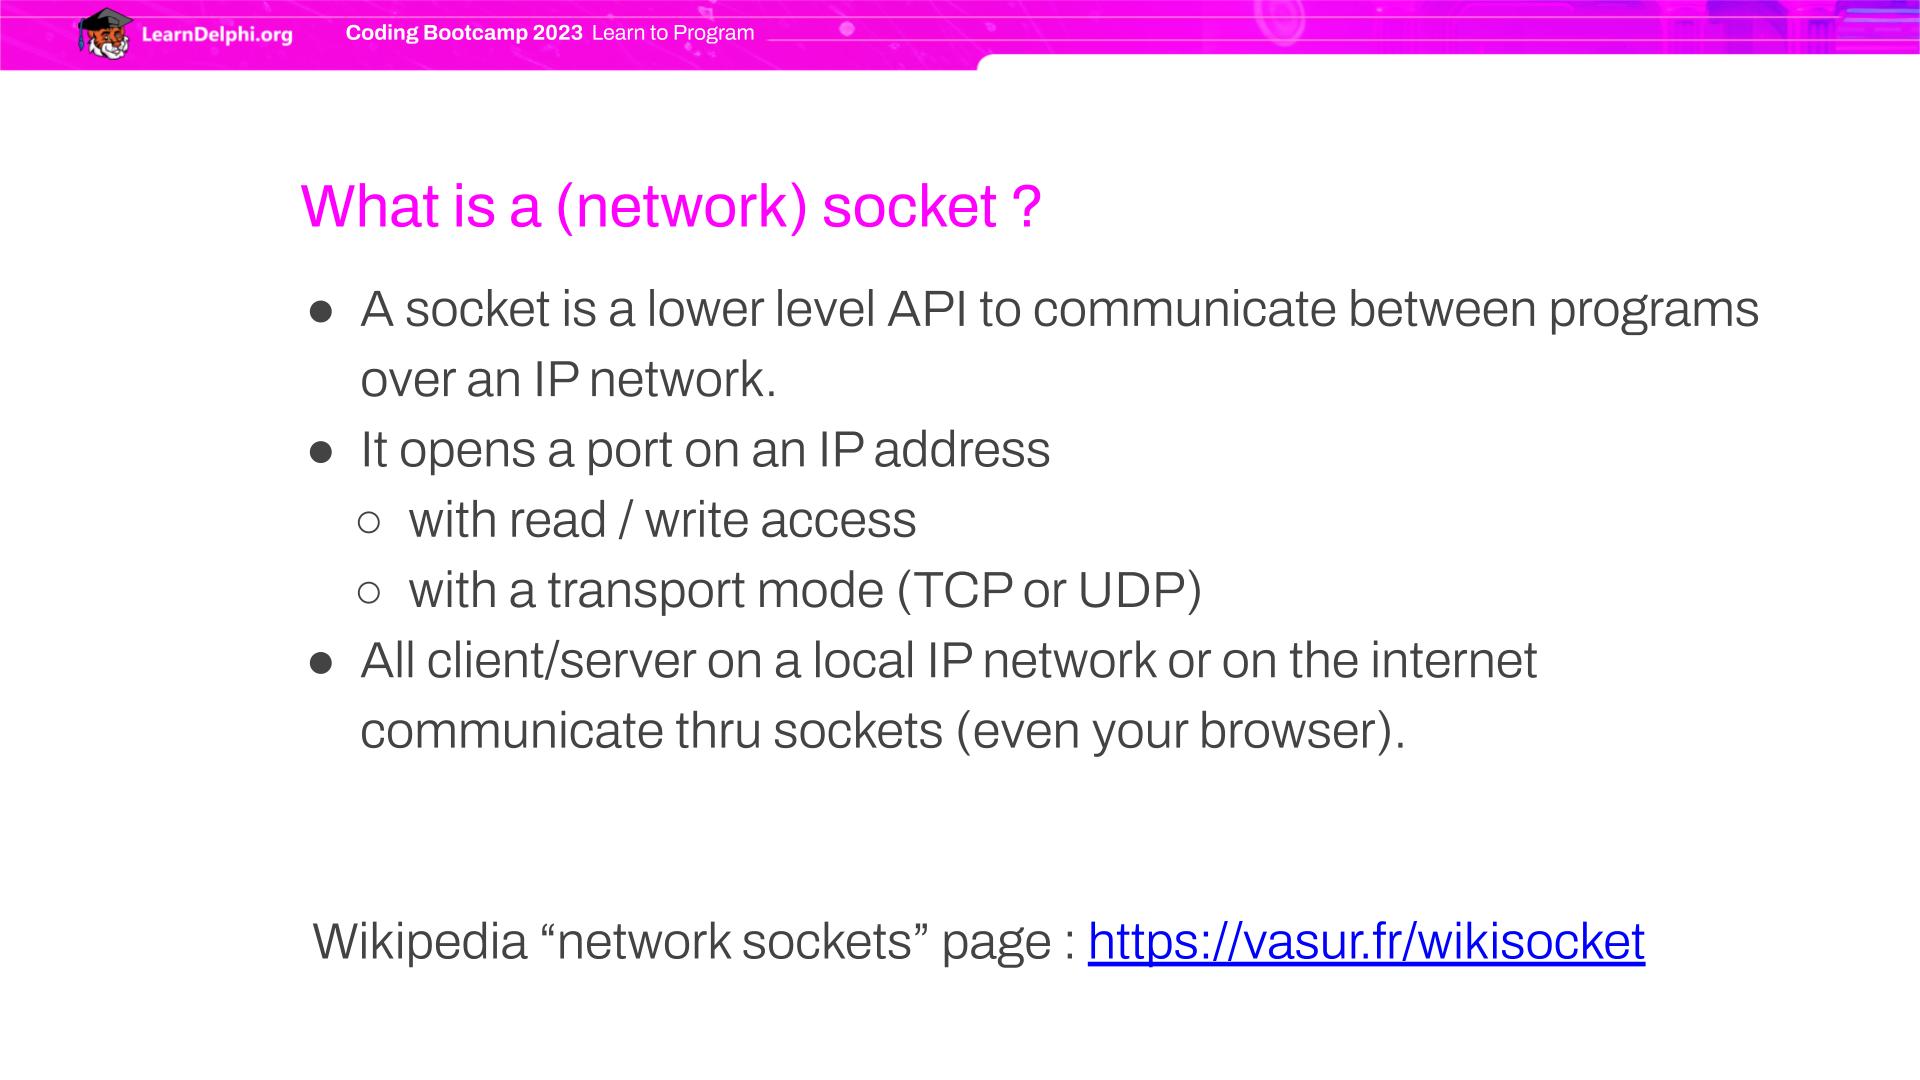 LearnDelphi.org
Coding Bootcamp 2023 Learn to Program
What is a (network) socket ?
● A socket is a lower level API to communicate between programs
over an IP network.
● It opens a port on an IP address
○ with read / write access
○ with a transport mode (TCP or UDP)
● All client/server on a local IP network or on the internet
communicate thru sockets (even your browser).
Wikipedia “network sockets” page : https://vasur.fr/wikisocket